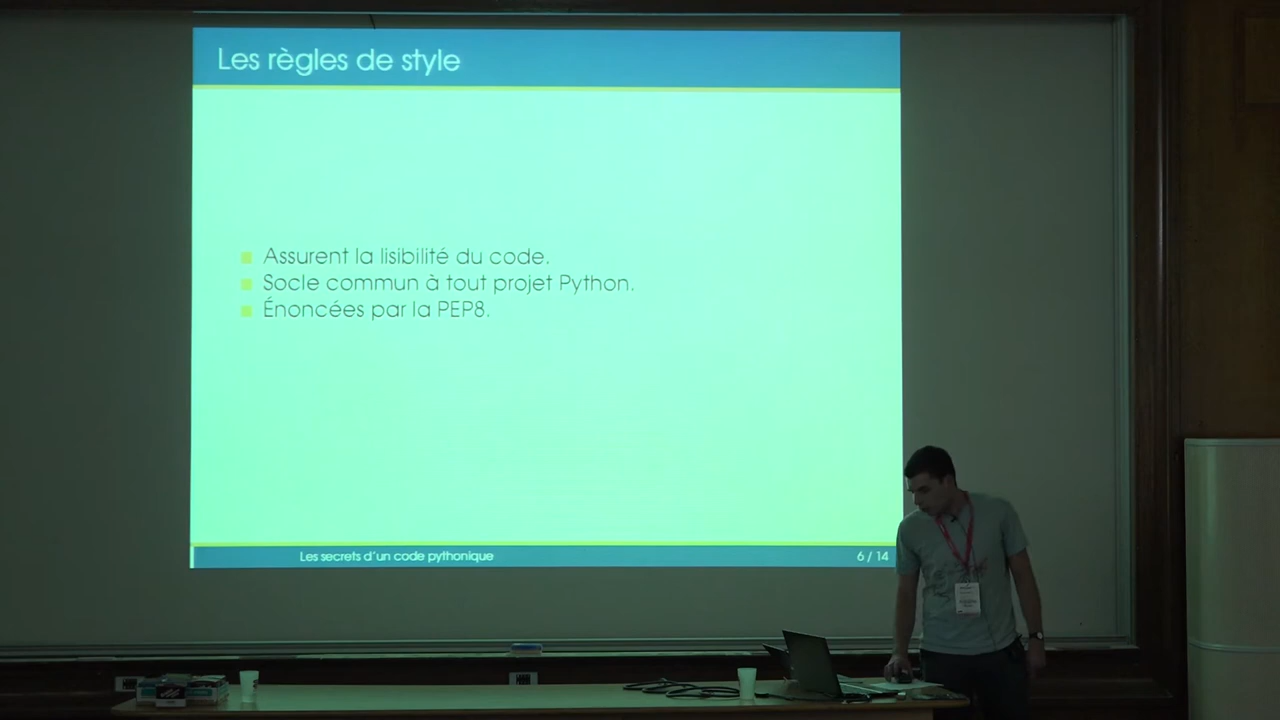 Les règles de style
Assurent la lisibilité du code.
Socle commun à tout projet Python.
Énoncées par la PEP8.
Les secrets d'un code pythonique
6 / 14